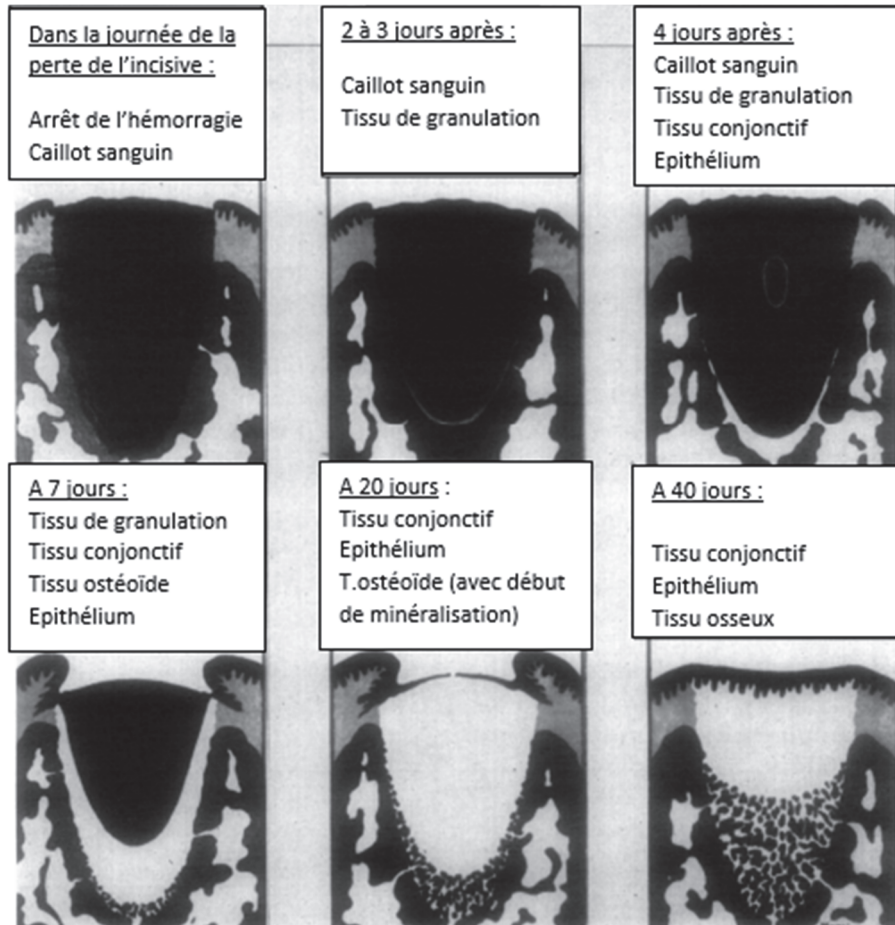 Dans la journée de la
perte de l'incisive :
Arrêt de l'hémorragie
Caillot sanguin
2 à 3 jours après :
Caillot sanguin
Tissu de granulation
4 jours après :
Caillot sanguin
Tissu de granulation
Tissu conjonctif
Epithélium
A 7 jours :
Tissu de granulation
Tissu conjonctif
Tissu ostéoïde
Epithélium
A 20 jours :
Tissu conjonctif
Epithélium
T.ostéoïde (avec début
de minéralisation)
A 40 jours :
Tissu conjonctif
Epithélium
Tissu osseux